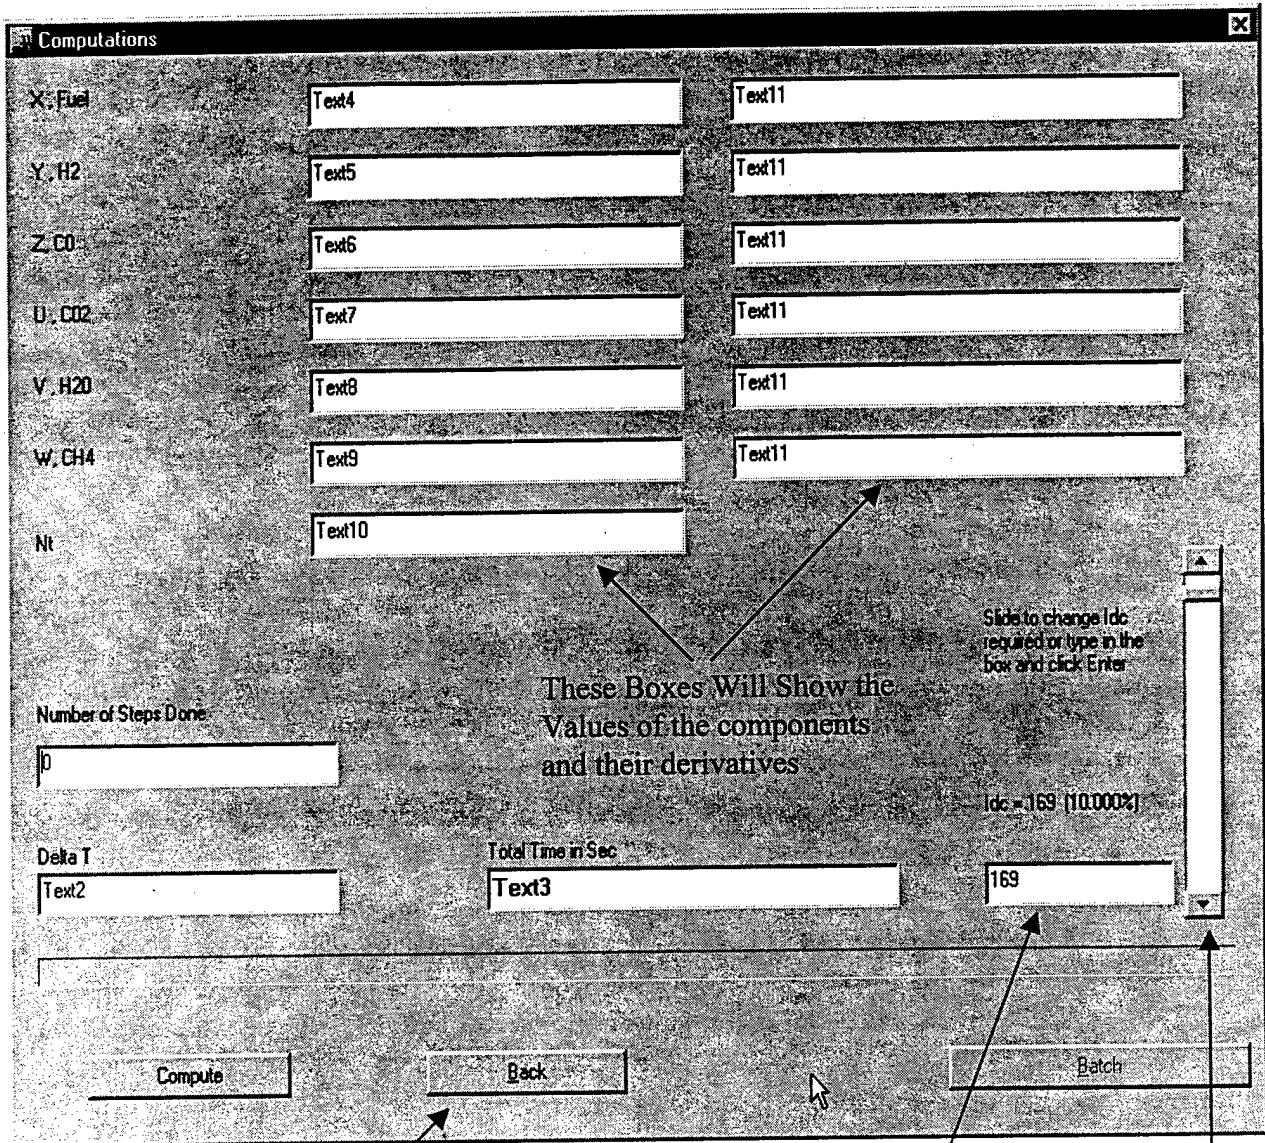 Computations
X, Fuel
Text4
Text11
Y, H2
Text5
Text11
Z, CO
Text6
Text11
U, CO2
Text7
Text11
V, H2O
Text8
Text11
W, CH4
Text9
Text11
Nt
Text10
Slide to change Idc
required or type in the
box and click Enter
These Boxes Will Show the
Values of the components
and their derivatives
Number of Steps Done
0
Idc = 169 (10.000%)
Delta T
Text2
Total Time in Sec
Text3
169
Compute
Back
Batch